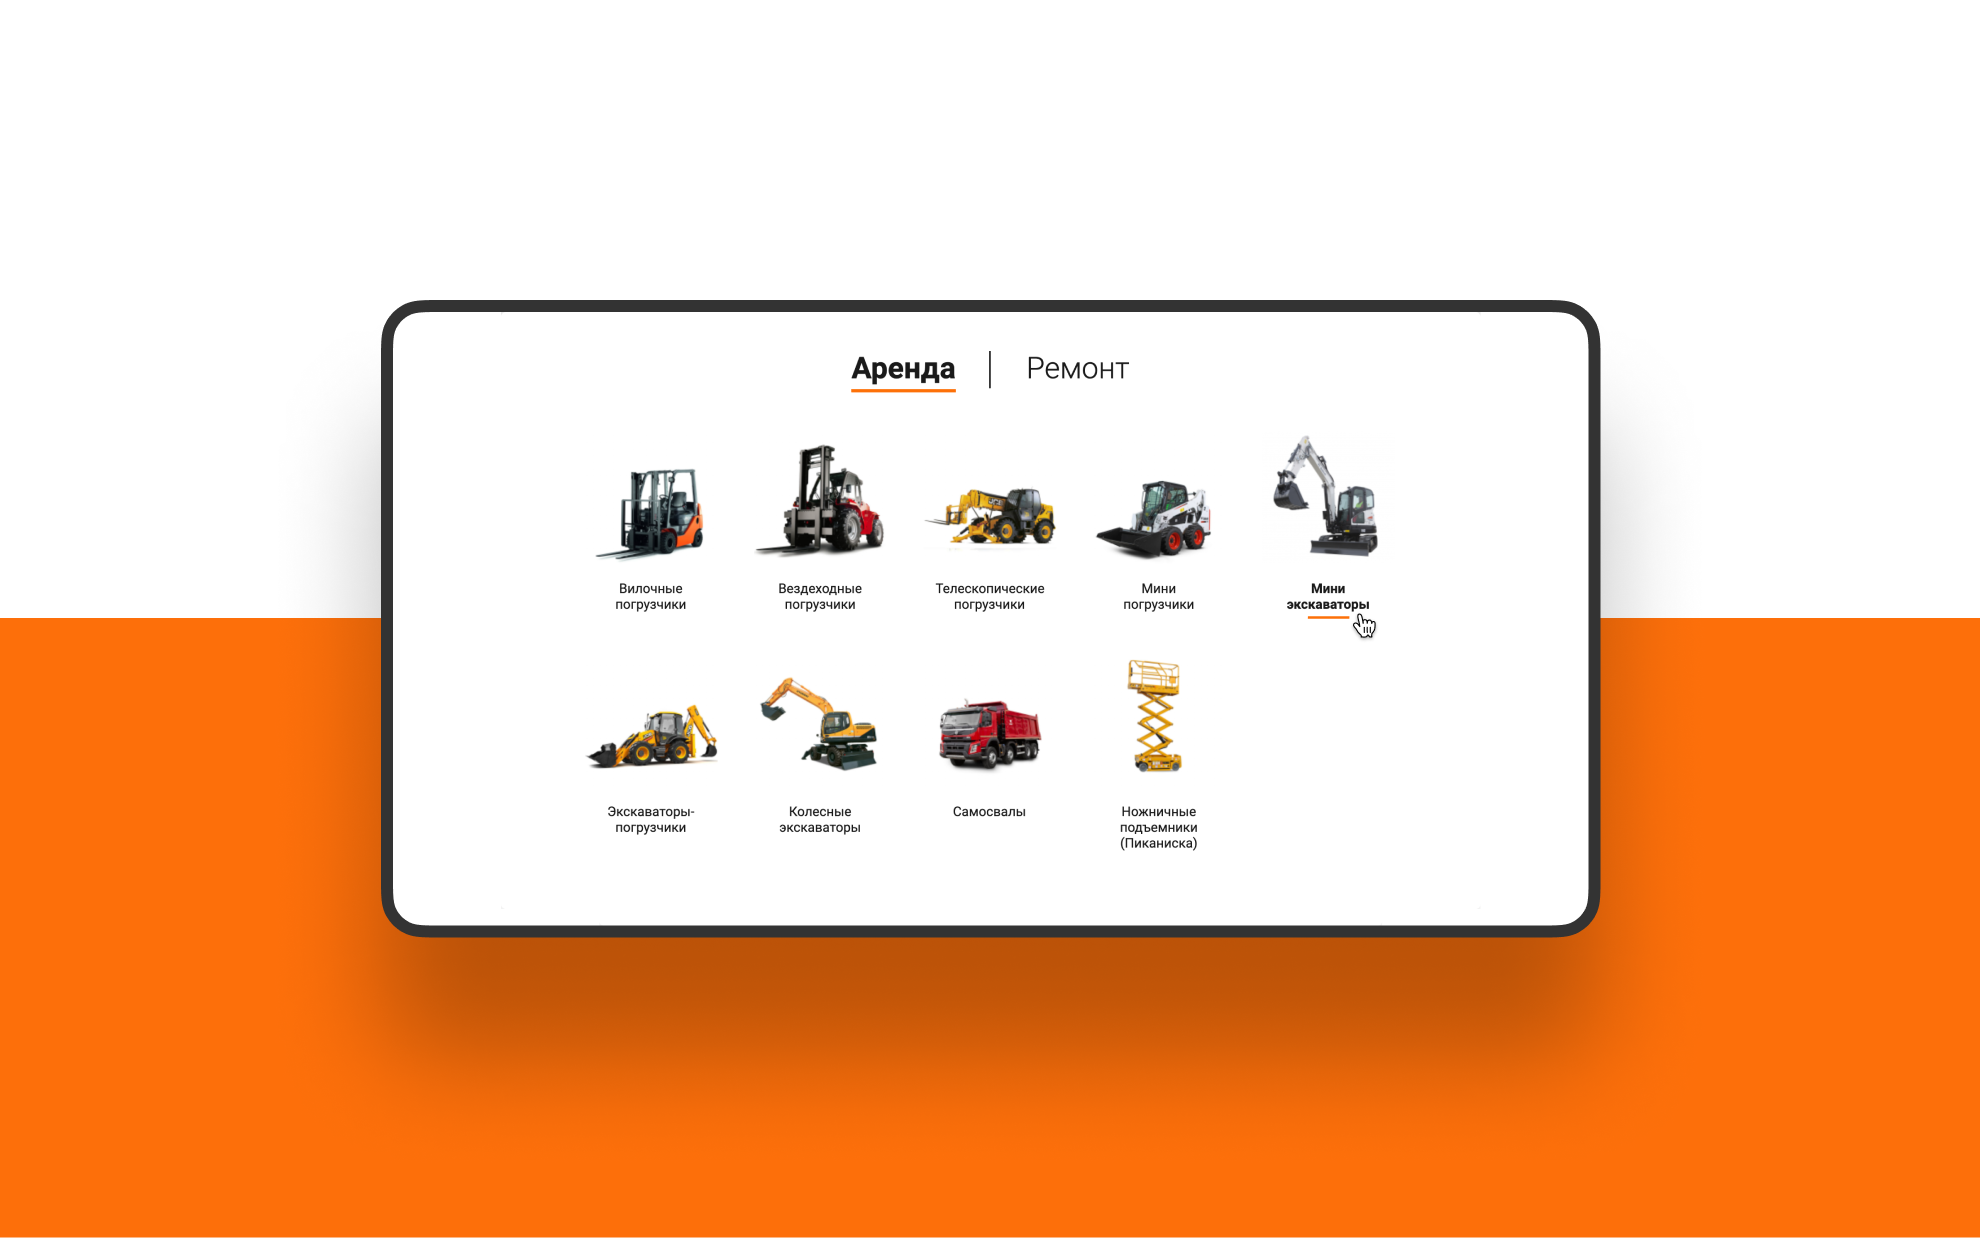 Аренда | Ремонт
Вилочные
погрузчики
Вездеходные
погрузчики
Телескопические
погрузчики
Мини
погрузчики
Мини
экскаваторы
Экскаваторы-
погрузчики
Колесные
экскаваторы
Самосвалы
Ножничные
подъемники
(Пиканиска)